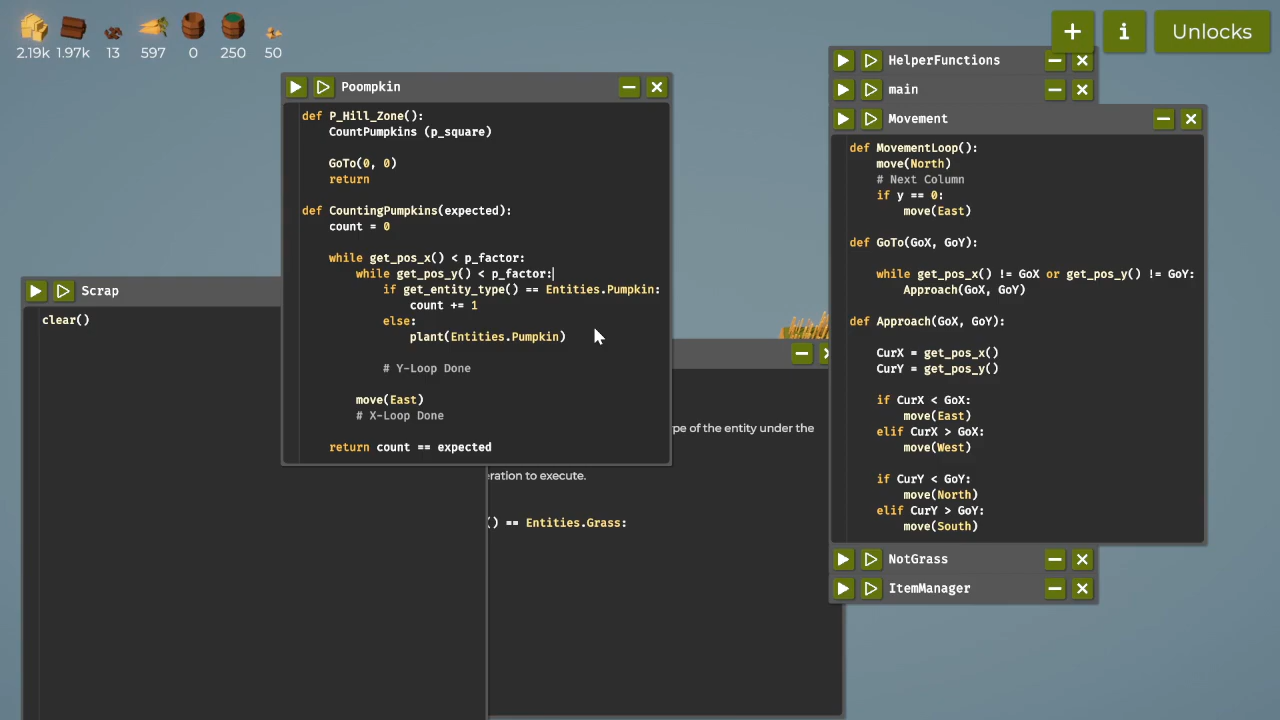 2.19k 1.97k 13 597 0 250 50
+ i Unlocks
Poompkin
def P_Hill_Zone():
CountPumpkins (p_square)
GoTo(0, 0)
return
def CountingPumpkins(expected):
count = 0
while get_pos_x() < p_factor:
while get_pos_y() < p_factor:
if get_entity_type() == Entities.Pumpkin:
count += 1
else:
plant(Entities.Pumpkin)
# Y-Loop Done
move(East)
# X-Loop Done
return count == expected
Scrap
clear()
pe of the entity under the
eration to execute.
() == Entities.Grass:
HelperFunctions
main
Movement
def MovementLoop():
move(North)
# Next Column
if y == 0:
move(East)
def GoTo(GoX, GoY):
while get_pos_x() != GoX or get_pos_y() != GoY:
Approach(GoX, GoY)
def Approach(GoX, GoY):
CurX = get_pos_x()
CurY = get_pos_y()
if CurX < GoX:
move(East)
elif CurX > GoX:
move(West)
if CurY < GoY:
move(North)
elif CurY > GoY:
move(South)
NotGrass
ItemManager